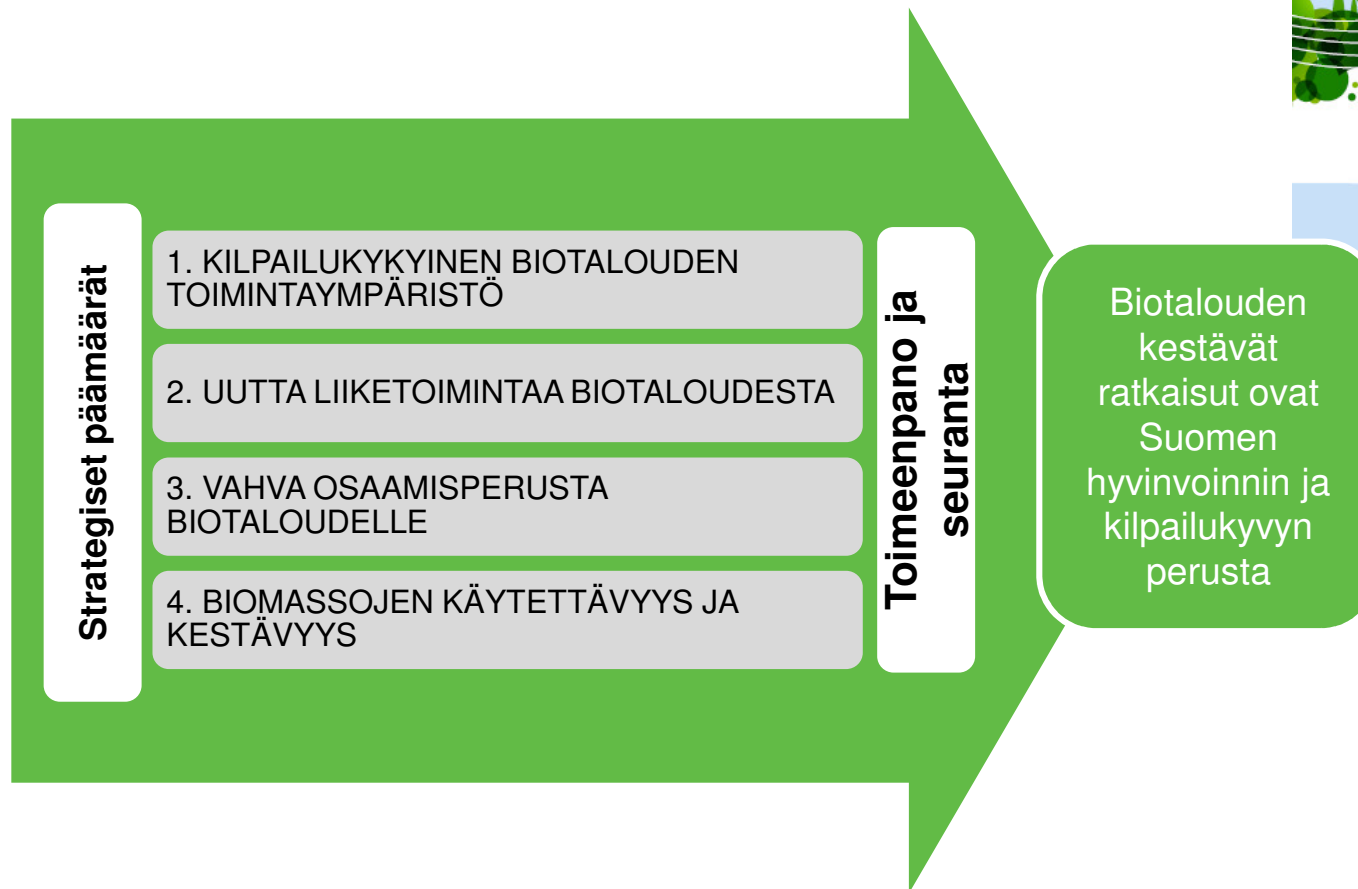 Strategiset päämäärät
1. KILPAILUKYKYINEN BIOTALOUDEN
TOIMINTAYMPÄRISTÖ
2. UUTTA LIIKETOIMINTAA BIOTALOUDESTA
3. VAHVA OSAAMISPERUSTA
BIOTALOUDELLE
4. BIOMASSOJEN KÄYTETTÄVYYS JA
KESTÄVYYS
Toimeenpano ja
seuranta
Biotalouden
kestävät
ratkaisut ovat
Suomen
hyvinvoinnin ja
kilpailukyvyn
perusta